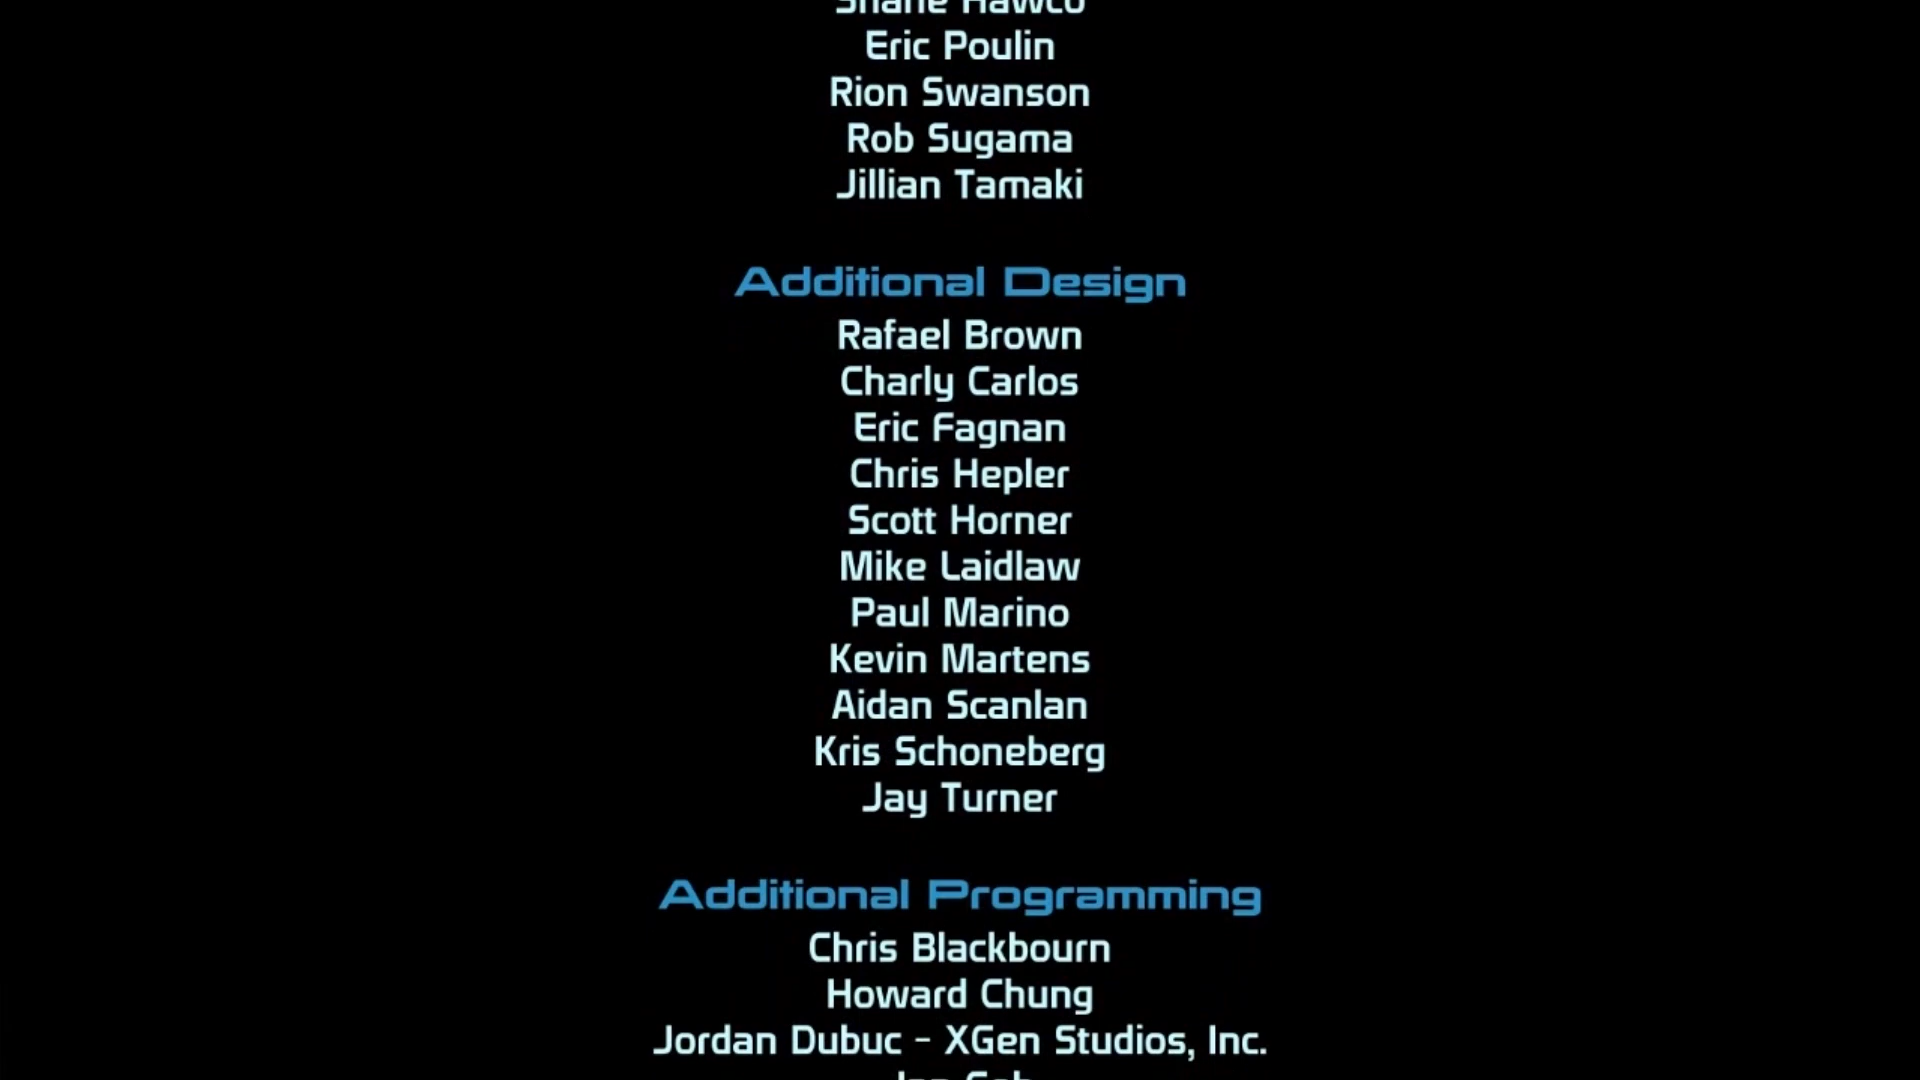 Shane Hawco
Eric Poulin
Rion Swanson
Rob Sugama
Jillian Tamaki
Additional Design
Rafael Brown
Charly Carlos
Eric Fagnan
Chris Hepler
Scott Horner
Mike Laidlaw
Paul Marino
Kevin Martens
Aidan Scanlan
Kris Schoneberg
Jay Turner
Additional Programming
Chris Blackbourn
Howard Chung
Jordan Dubuc - XGen Studios, Inc.